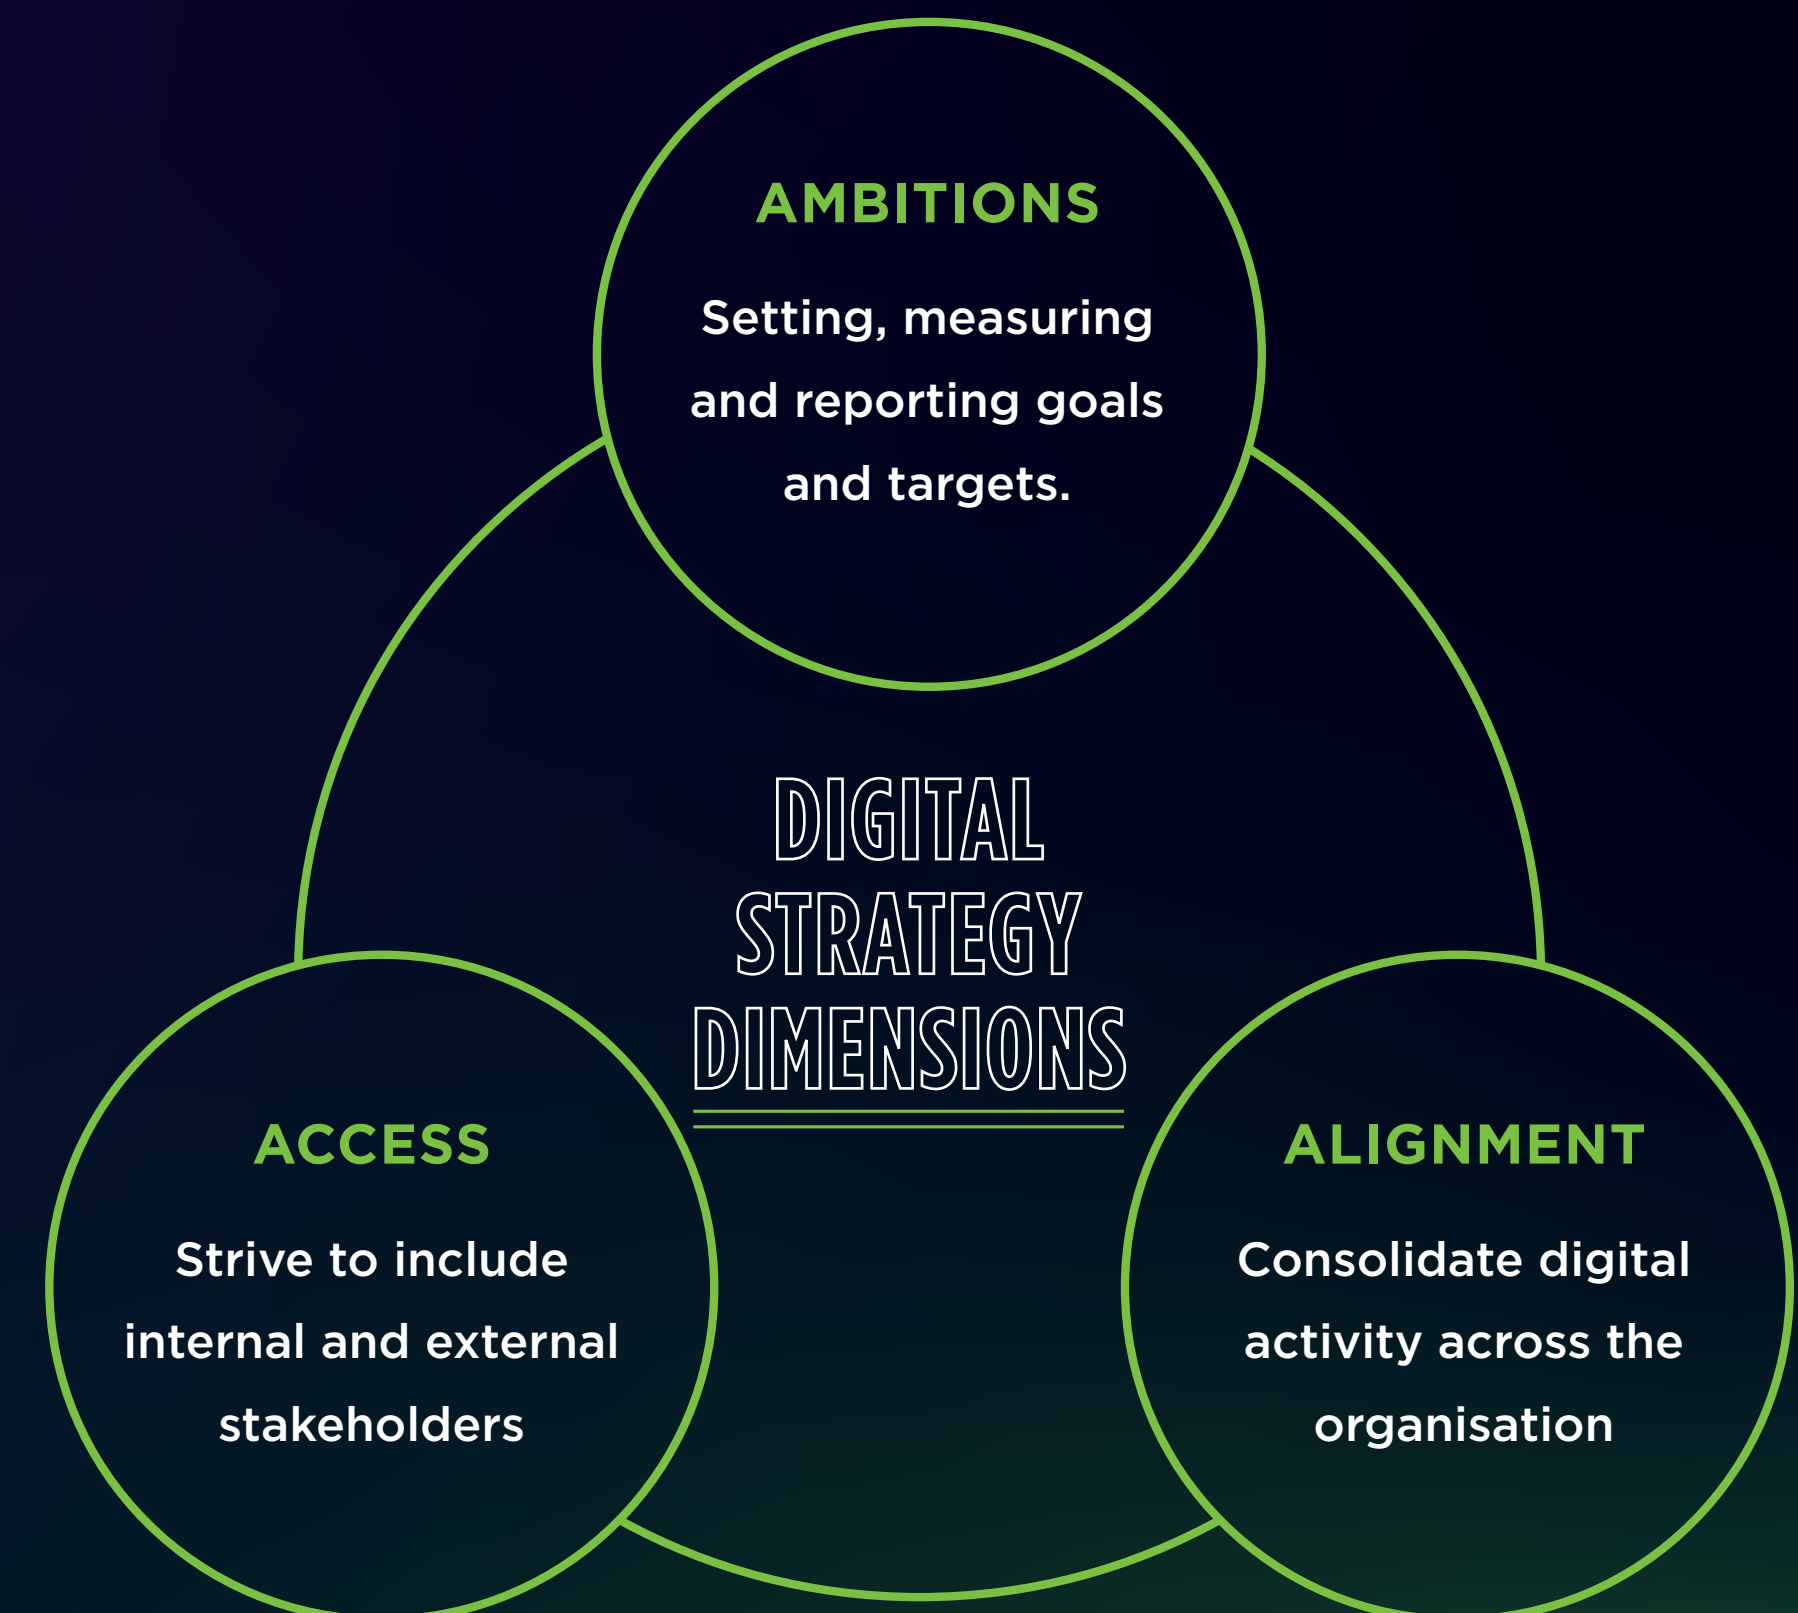 AMBITIONS
Setting, measuring
and reporting goals
and targets.
DIGITAL
STRATEGY
DIMENSIONS
ACCESS
Strive to include
internal and external
stakeholders
ALIGNMENT
Consolidate digital
activity across the
organisation